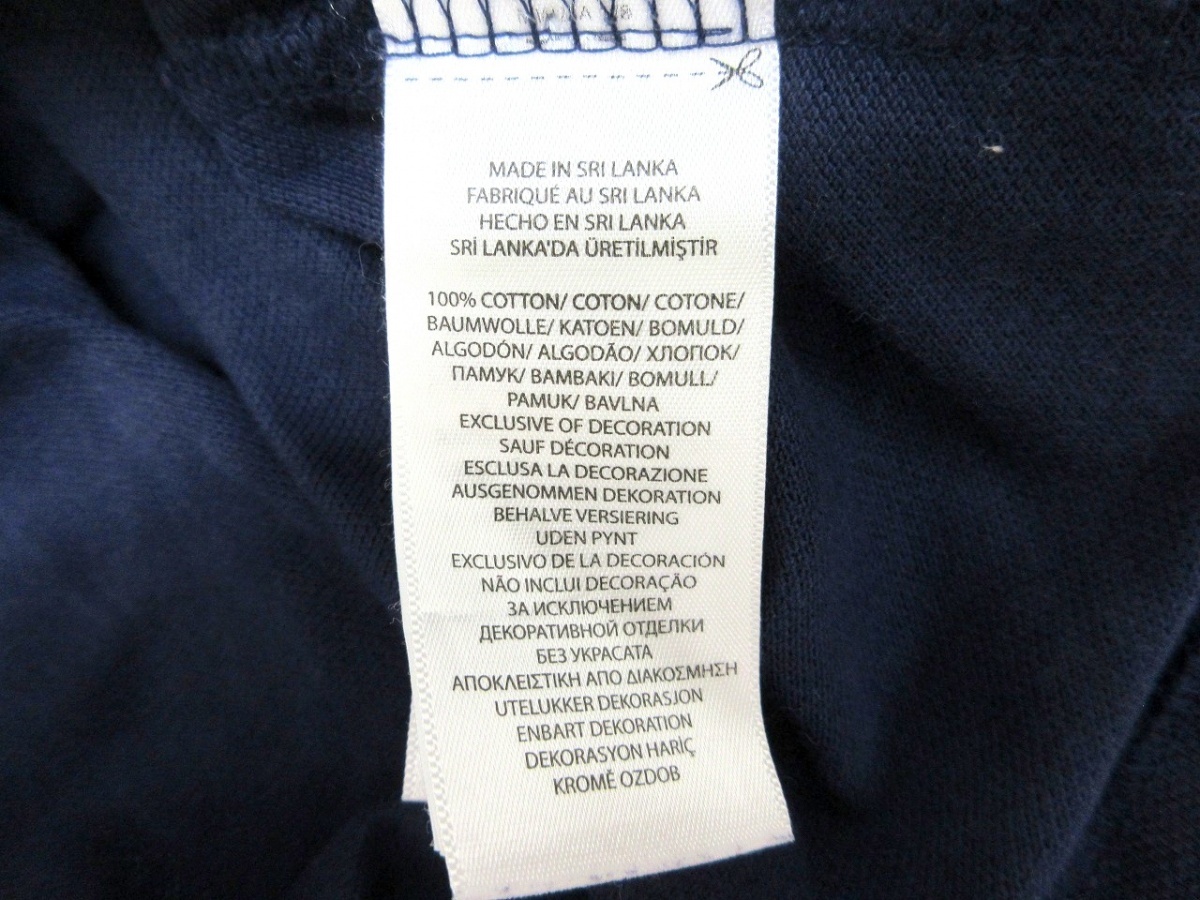 MADE IN SRI LANKA
FABRIQUÉ AU SRI LANKA
HECHO EN SRI LANKA
SRİ LANKA'DA ÜRETİLMİŞTİR
100% COTTON/ COTON/ COTONE/
BAUMWOLLE/ KATOEN/ BOMULD/
ALGODÓN/ ALGODÃO/ ХЛОПОК/
ПАМУК/ BAMBAKI/ BOMULL/
PAMUK/ BAVLNA
EXCLUSIVE OF DECORATION
SAUF DÉCORATION
ESCLUSA LA DECORAZIONE
AUSGENOMMEN DEKORATION
BEHALVE VERSIERING
UDEN PYNT
EXCLUSIVO DE LA DECORACIÓN
NÃO INCLUI DECORAÇÃO
ЗА ИСКЛЮЧЕНИЕМ
ДЕКОРАТИВНОЙ ОТДЕЛКИ
БЕЗ УКРАСАТА
ΑΠΟΚΛΕΙΣΤΙΚΗ ΑΠΟ ΔΙΑΚΟΣΜΗΣΗ
UTELUKKER DEKORASJON
ENBART DEKORATION
DEKORASYON HARİÇ
KROMĚ OZDOB